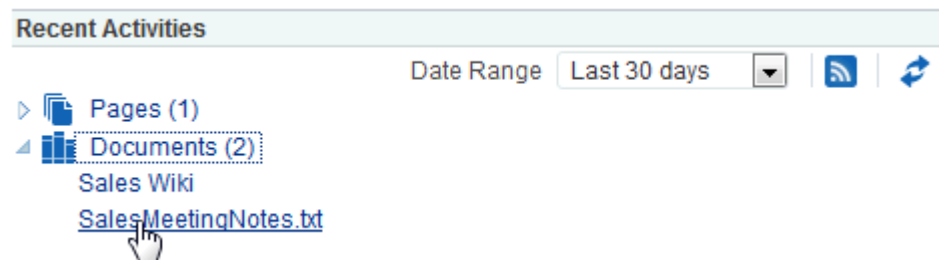 Recent Activities
Date Range Last 30 days
Pages (1)
Documents (2)
Sales Wiki
SalesMeetingNotes.txt